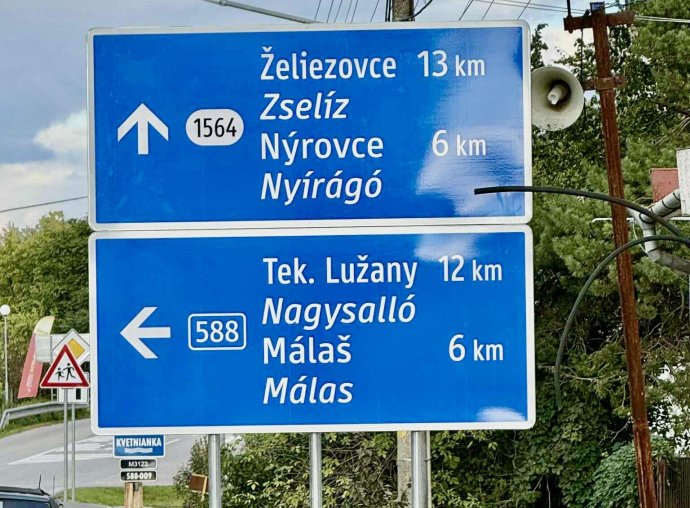 Želiezovce 13 km
Zselíz
1564
Nýrovce 6 km
Nyírágó
Tek. Lužany 12 km
Nagysalló
588
Málaš 6 km
Málas
KVETNIANKA
M3123
588-009